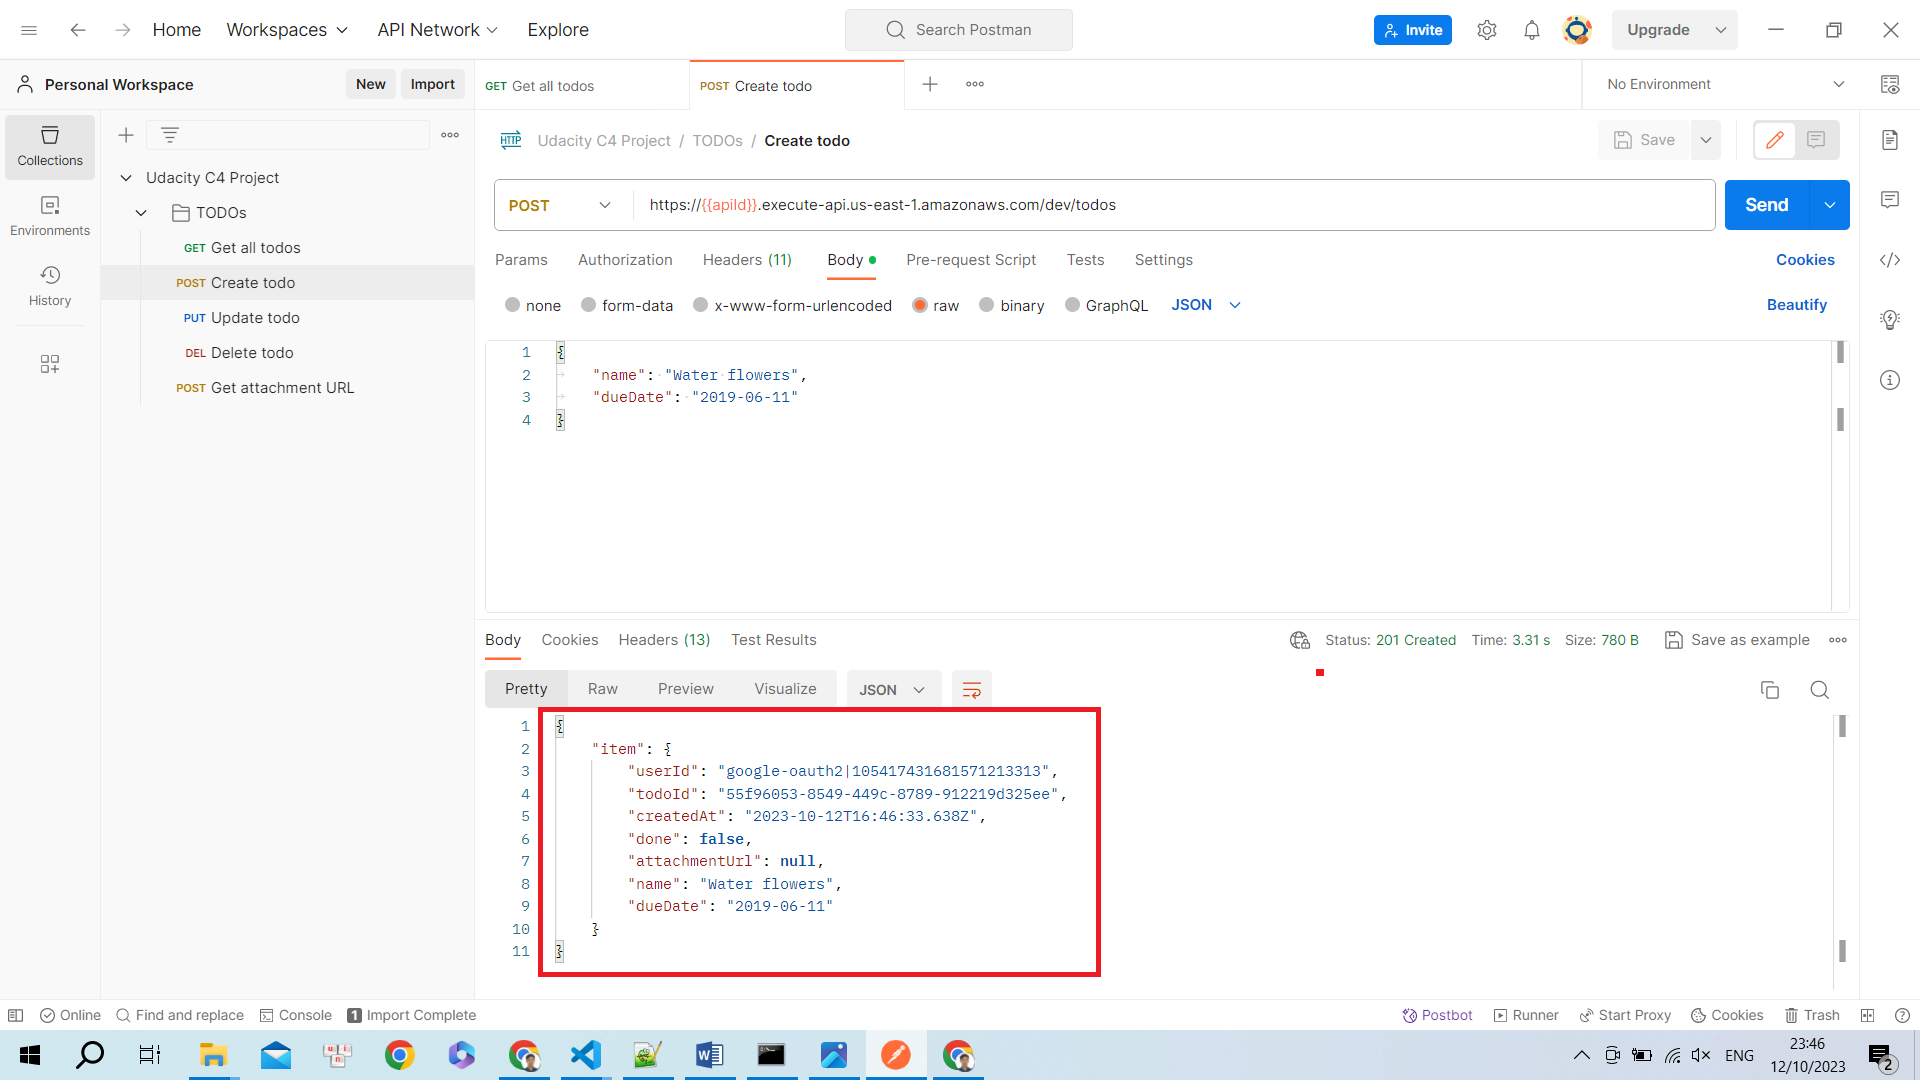 Home Workspaces API Network Explore Search Postman Invite Upgrade
Personal Workspace New Import GET Get all todos POST Create todo No Environment
Collections
Environments
History
Udacity C4 Project
TODOs
GET Get all todos
POST Create todo
PUT Update todo
DEL Delete todo
POST Get attachment URL
HTTP Udacity C4 Project / TODOs / Create todo Save
POST https://{{apiId}}.execute-api.us-east-1.amazonaws.com/dev/todos Send
Params Authorization Headers (11) Body Pre-request Script Tests Settings Cookies
none form-data x-www-form-urlencoded raw binary GraphQL JSON Beautify
1 {
2 "name": "Water flowers",
3 "dueDate": "2019-06-11"
4 }
Body Cookies Headers (13) Test Results Status: 201 Created Time: 3.31 s Size: 780 B Save as example
Pretty Raw Preview Visualize JSON
1 {
2 "item": {
3 "userId": "google-oauth2|105417431681571213313",
4 "todoId": "55f96053-8549-449c-8789-912219d325ee",
5 "createdAt": "2023-10-12T16:46:33.638Z",
6 "done": false,
7 "attachmentUrl": null,
8 "name": "Water flowers",
9 "dueDate": "2019-06-11"
10 }
11 }
Online Find and replace Console 1 Import Complete Postbot Runner Start Proxy Cookies Trash
ENG 23:46
12/10/2023 2